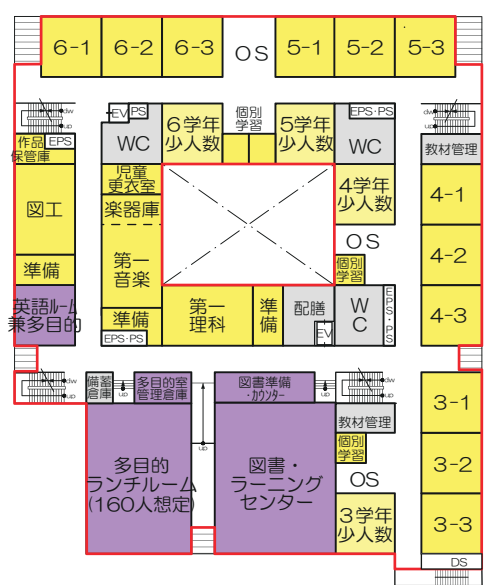 6-1
6-2
6-3
OS
5-1
5-2
5-3
dw
up
作品
保管庫
EPS
EV
PS
WC
6学年
少人数
個別
学習
5学年
少人数
EPS・PS
WC
dw
up
教材管理
図工
児童
更衣室
楽器庫
4学年
少人数
4-1
OS
第一
音楽
4-2
準備
個別
学習
英語ルーム
兼多目的
準備
EPS・PS
第一
理科
準
備
配膳
EV
W
C
EPS・PS
4-3
dw
up
備蓄
倉庫
up
多目的室
管理倉庫
up
図書準備
・カウンター
up
dw
up
教材管理
3-1
多目的
ランチルーム
(160人想定)
図書・
ラーニング
センター
個別
学習
3-2
OS
3学年
少人数
3-3
DS